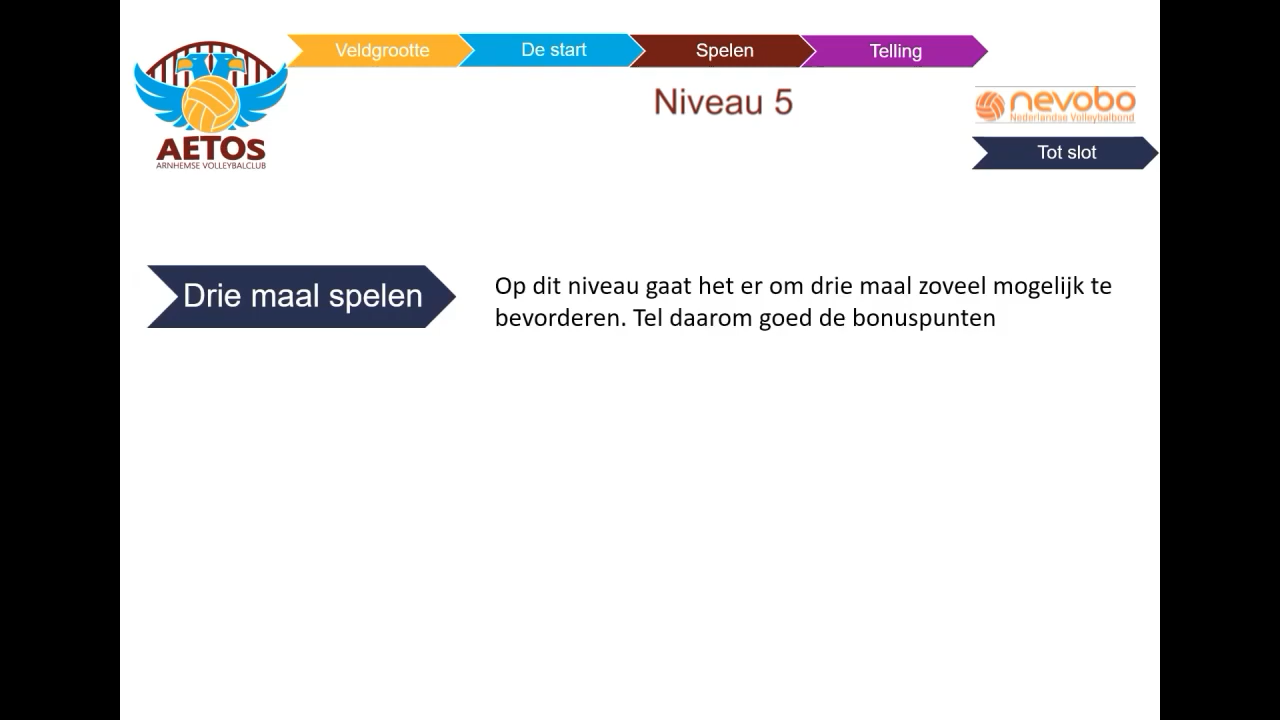 Veldgrootte
De start
Spelen
Telling
Niveau 5
nevobo
Nederlandse Volleybalbond
AETOS
ARNHEMSE VOLLEYBALCLUB
Tot slot
Drie maal spelen
Op dit niveau gaat het er om drie maal zoveel mogelijk te
bevorderen. Tel daarom goed de bonuspunten